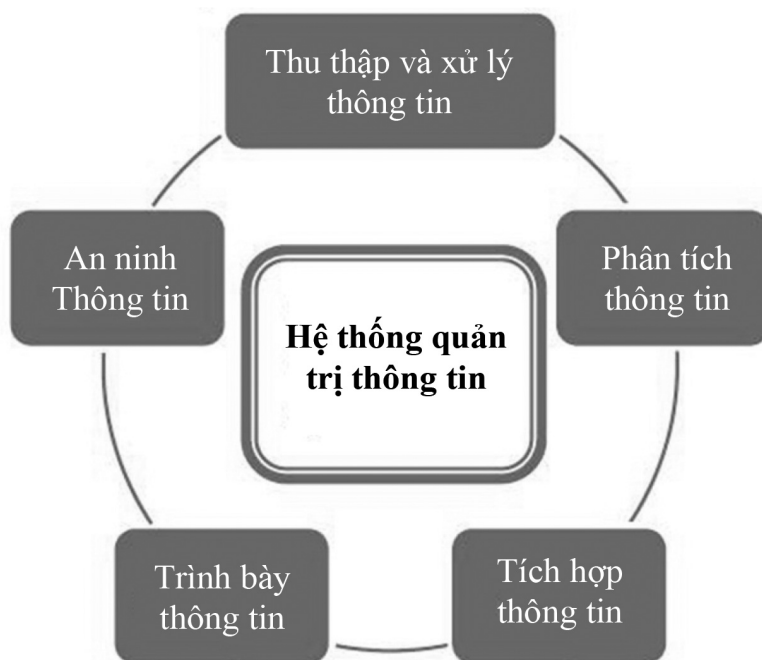 Thu thập và xử lý
thông tin
An ninh
Thông tin
Phân tích
thông tin
Hệ thống quản
trị thông tin
Trình bày
thông tin
Tích hợp
thông tin